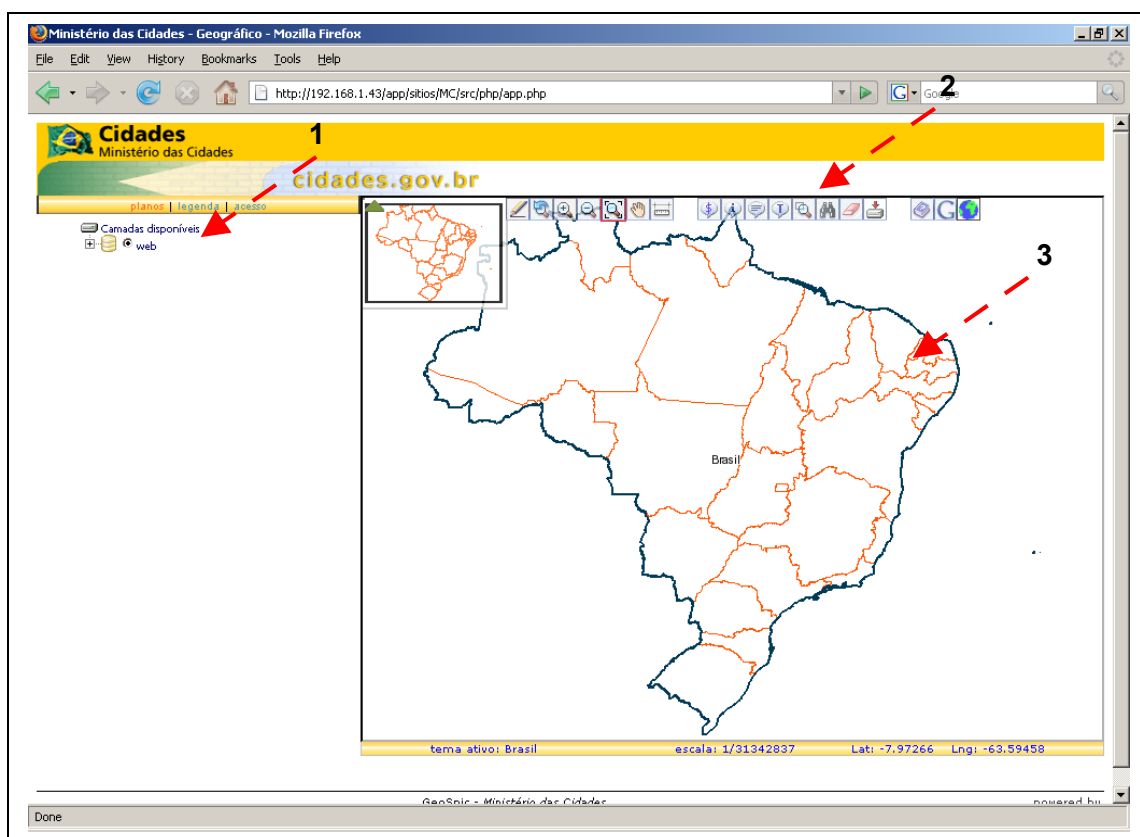 Ministério das Cidades - Geográfico - Mozilla Firefox
File Edit View History Bookmarks Tools Help
http://192.168.1.43/app/sitios/MC/src/php/app.php
G Google
2
Cidades
Ministério das Cidades
1
cidades.gov.br
planos | legenda | acesso
Camadas disponíveis
web
3
Brasil
tema ativo: Brasil escala: 1/31342837 Lat: -7.97266 Lng: -63.59458
GeoSnic - Ministério das Cidades powered by
Done